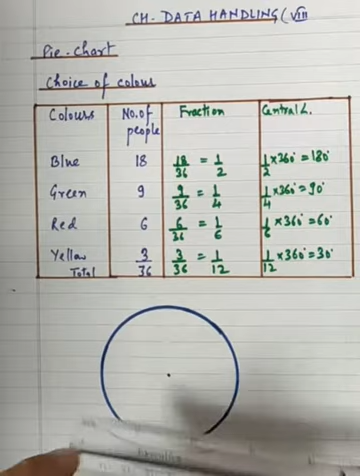 CH- DATA HANDLING (VIII
Pie-chart
Choice of colour
Colours No. of people Fraction Central L.
Blue 18 18/36 = 1/2 1/2 × 360° = 180°
Green 9 9/36 = 1/4 1/4 × 360° = 90°
Red 6 6/36 = 1/6 1/6 × 360° = 60°
Yellow 3 3/36 = 1/12 1/12 × 360° = 30°
Total 36